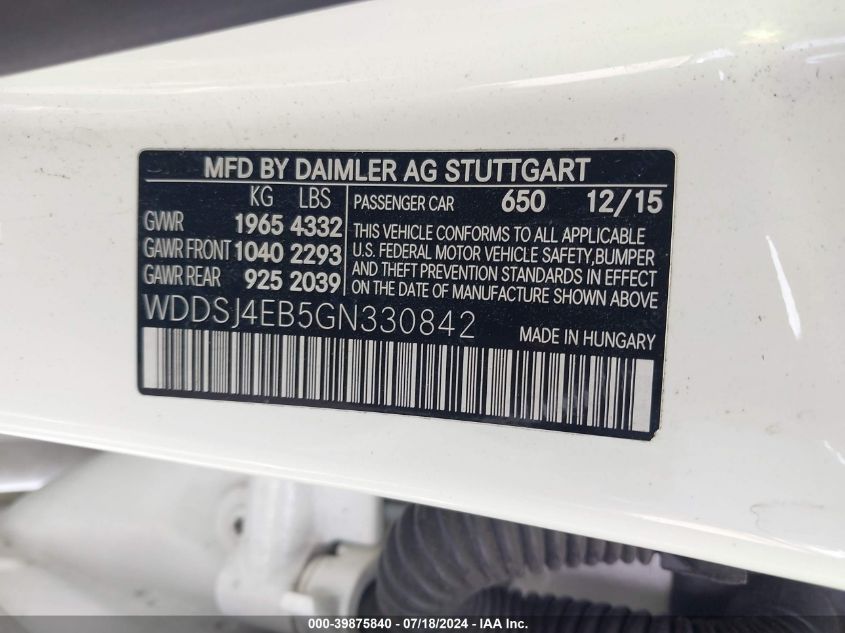 MFD BY DAIMLER AG STUTTGART
KG LBS
GVWR 1965 4332
GAWR FRONT 1040 2293
GAWR REAR 925 2039
PASSENGER CAR 650 12/15
THIS VEHICLE CONFORMS TO ALL APPLICABLE
U.S. FEDERAL MOTOR VEHICLE SAFETY,BUMPER
AND THEFT PREVENTION STANDARDS IN EFFECT
ON THE DATE OF MANUFACTURE SHOWN ABOVE
WDDSJ4EB5GN330842
MADE IN HUNGARY
000-39875840 - 07/18/2024 - IAA, Inc.